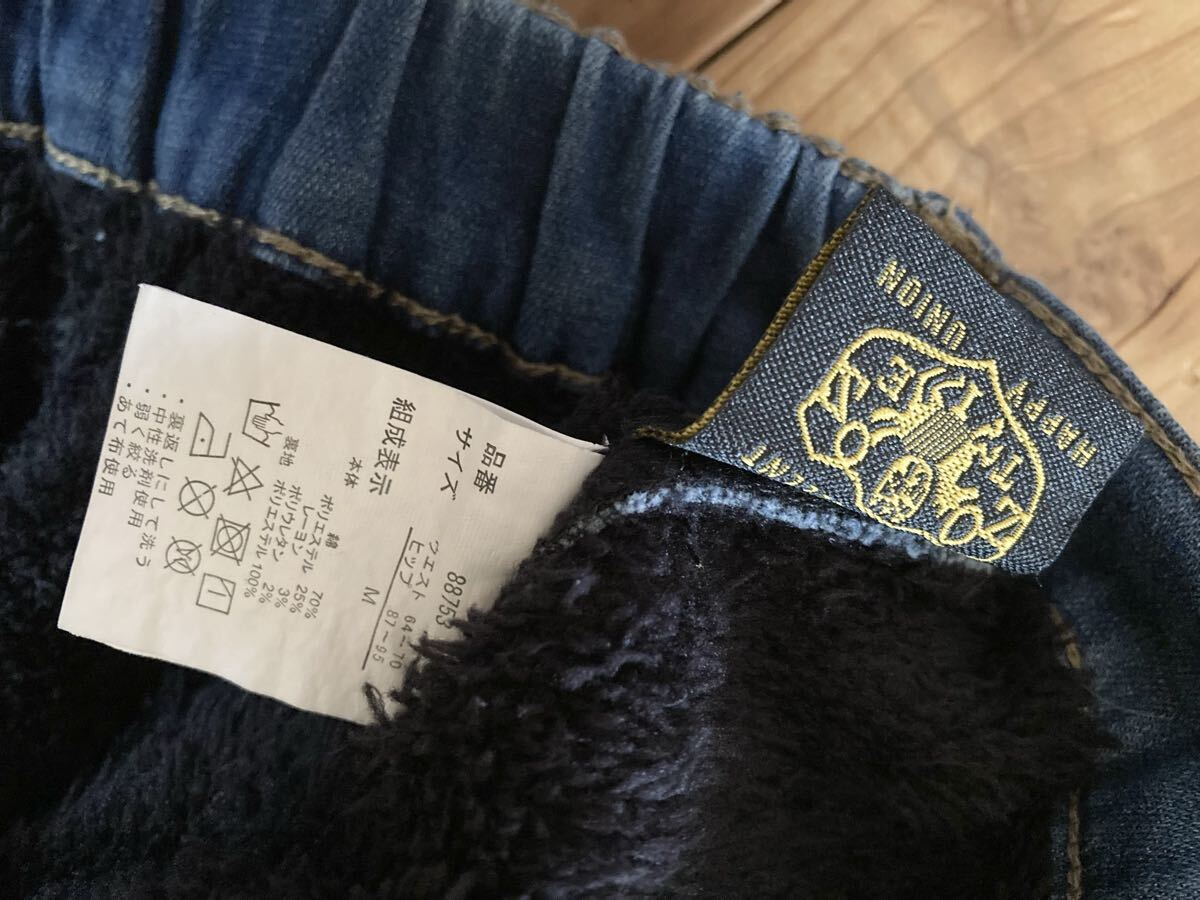 品番 88753
サイズ ウエスト 64～70
ヒップ 87～95
M
組成表示
本体 綿 70%
レーヨン 25%
ポリエステル 3%
ポリウレタン 2%
裏地 ポリエステル 100%
・裏返しにして洗う
・中性洗剤使用
弱く絞る
あて布使用
HAPPY
UNION